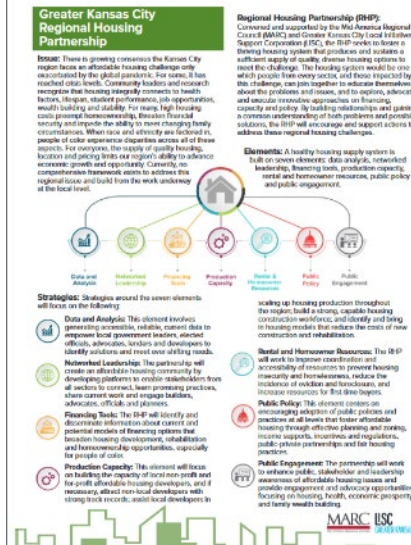 Greater Kansas City
Regional Housing
Partnership
Issue: There is growing consensus the Kansas City
region faces an affordable housing challenge only
exacerbated by the global pandemic. For some, it has
reached crisis levels. Community leaders and research
recognize that housing integrally connects to health
factors, lifespan, student performance, job opportunities,
wealth building and stability. For many, high housing
costs preempt homeownership, threaten financial
security and impede the ability to meet changing family
circumstances. When race and ethnicity are factored in,
people of color experience disparities across all of these
aspects. For everyone, the supply of quality housing,
location and pricing limits our region's ability to advance
economic growth and opportunity. Currently, no
comprehensive framework exists to address this
regional issue and build from the work underway
at the local level.
Regional Housing Partnership (RHP):
Convened and supported by the Mid-America Regional
Council (MARC) and Greater Kansas City Local Initiatives
Support Corporation (LISC), the RHP seeks to foster a
thriving housing system that produces and sustains a
sufficient supply of quality, diverse housing options to
meet the challenge. The housing system would be one
which people from every sector, and those impacted by
this challenge, can join together to educate themselves
about the problems and issues, and to explore, advocate
and execute innovative approaches on financing,
capacity and policy. By building relationships and gaining
a common understanding of both problems and possible
solutions, the RHP will encourage and support actions to
address these regional housing challenges.
Elements: A healthy housing supply system is
built on seven elements: data analysis, networked
leadership, financing tools, production capacity,
rental and homeowner resources, public policy
and public engagement.
Data and
Analysis
Networked
Leadership
Financing
Tools
Production
Capacity
Rental &
Homeowner
Resources
Public
Policy
Public
Engagement
Strategies: Strategies around the seven elements
will focus on the following:
Data and Analysis: This element involves
generating accessible, reliable, current data to
empower local government leaders, elected
officials, advocates, lenders and developers to
identify solutions and meet over shifting needs.
Networked Leadership: The partnership will
create an affordable-housing community by
developing platforms to enable stakeholders from
all sectors to connect, learn promising practices,
share current work and engage builders,
advocates, officials and planners.
Financing Tools: The RHP will identify and
disseminate information about current and
potential models of financing options that
broaden housing development, rehabilitation
and homeownership opportunities, especially
for people of color.
Production Capacity: This element will focus
on building the capacity of local non-profit and
for-profit affordable housing developers, and if
necessary, attract non-local developers with
strong track records; assist local developers in
scaling up housing production throughout
the region; build a strong, capable housing
construction workforce; and identify and bring
in housing models that reduce the costs of new
construction and rehabilitation.
Rental and Homeowner Resources: The RHP
will work to improve coordination and
accessibility of resources to prevent housing
insecurity and homelessness, reduce the
incidence of eviction and foreclosure, and
increase resources for first time buyers.
Public Policy: This element centers on
encouraging adoption of public policies and
practices at all levels that foster affordable
housing through effective planning and zoning,
income supports, incentives and regulations,
public-private partnerships and fair housing
practices.
Public Engagement: The partnership will work
to enhance public, stakeholder and leadership
awareness of affordable housing issues and
provide engagement and advocacy opportunities
focusing on housing, health, economic prosperity
and family wealth building.
MARC LISC